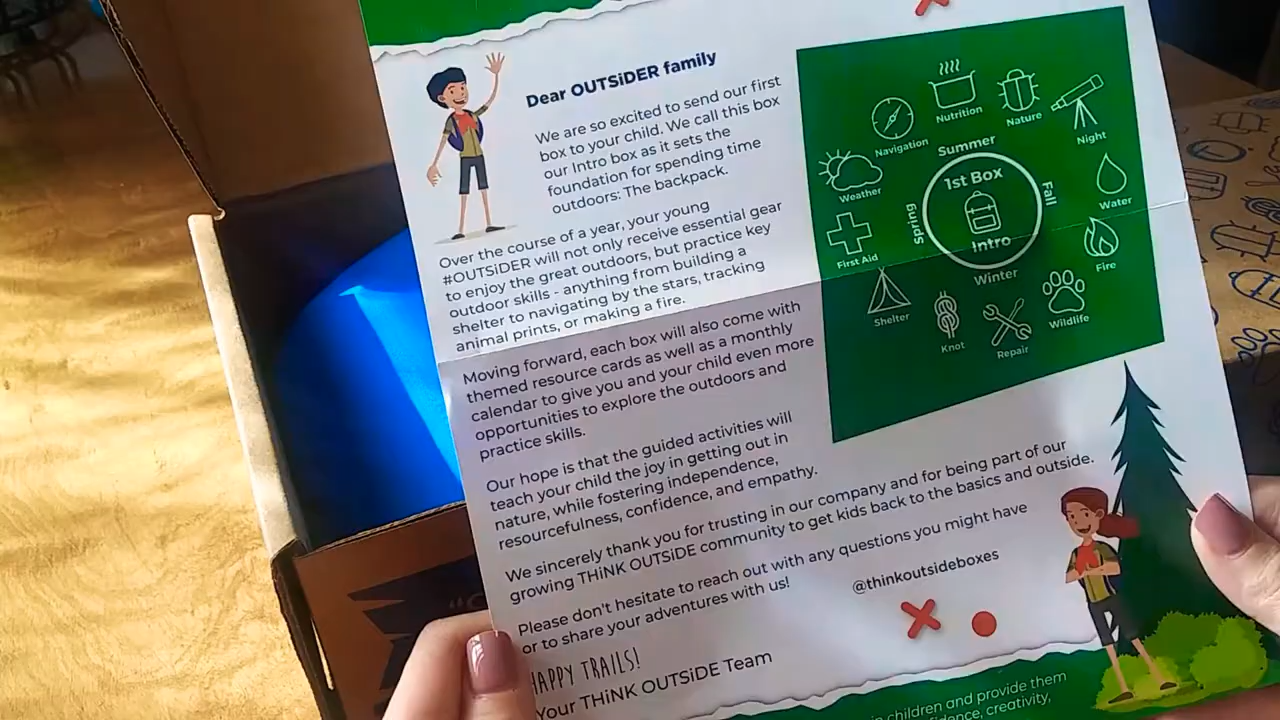 Dear OUTSiDER family
We are so excited to send our first
box to your child. We call this box
our Intro box as it sets the
foundation for spending time
outdoors: The backpack.
Over the course of a year, your young
#OUTSiDER will not only receive essential gear
to enjoy the great outdoors, but practice key
outdoor skills - anything from building a
shelter to navigating by the stars, tracking
animal prints, or making a fire.
Moving forward, each box will also come with
themed resource cards as well as a monthly
calendar to give you and your child even more
opportunities to explore the outdoors and
practice skills.
Our hope is that the guided activities will
teach your child the joy in getting out in
nature, while fostering independence,
resourcefulness, confidence, and empathy.
We sincerely thank you for trusting in our company and for being part of our
growing THiNK OUTSiDE community to get kids back to the basics and outside.
Please don't hesitate to reach out with any questions you might have
or to share your adventures with us!
@thinkoutsideboxes
HAPPY TRAILS!
Your THiNK OUTSiDE Team
Nutrition
Nature
Navigation
Night
Summer
Weather
1st Box
Fall
Water
Spring
Intro
First Aid
Winter
Fire
Shelter
Wildlife
Knot
Repair
in children and provide them
creativity,